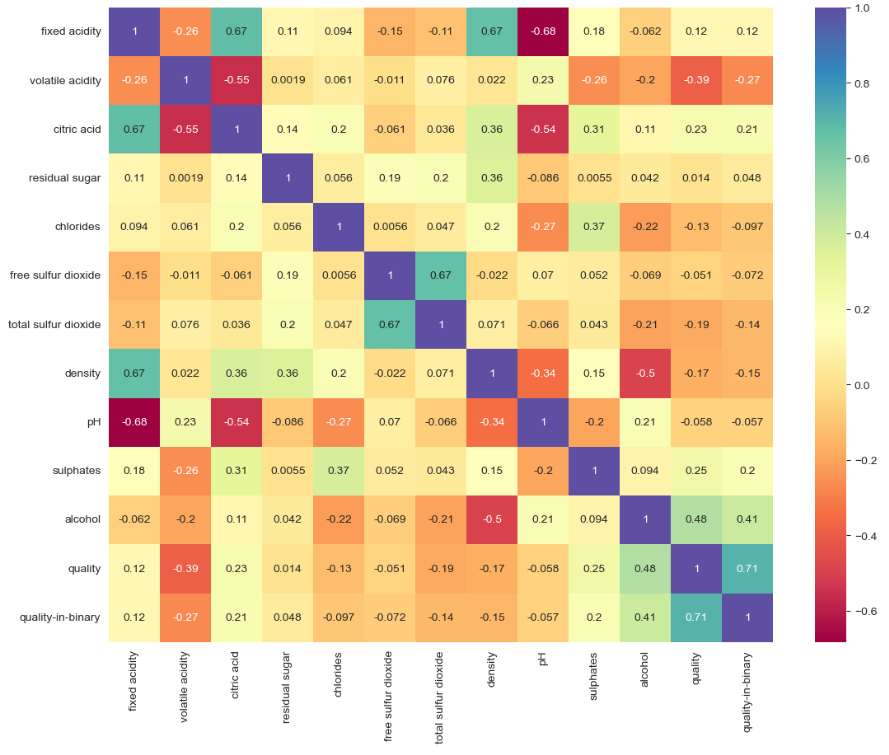 fixed acidity 1 -0.26 0.67 0.11 0.094 -0.15 -0.11 0.67 -0.68 0.18 -0.062 0.12 0.12
volatile acidity -0.26 1 -0.55 0.0019 0.061 -0.011 0.076 0.022 0.23 -0.26 -0.2 -0.39 -0.27
citric acid 0.67 -0.55 1 0.14 0.2 -0.061 0.036 0.36 -0.54 0.31 0.11 0.23 0.21
residual sugar 0.11 0.0019 0.14 1 0.056 0.19 0.2 0.36 -0.086 0.0055 0.042 0.014 0.048
chlorides 0.094 0.061 0.2 0.056 1 0.0056 0.047 0.2 -0.27 0.37 -0.22 -0.13 -0.097
free sulfur dioxide -0.15 -0.011 -0.061 0.19 0.0056 1 0.67 -0.022 0.07 0.052 -0.069 -0.051 -0.072
total sulfur dioxide -0.11 0.076 0.036 0.2 0.047 0.67 1 0.071 -0.066 0.043 -0.21 -0.19 -0.14
density 0.67 0.022 0.36 0.36 0.2 -0.022 0.071 1 -0.34 0.15 -0.5 -0.17 -0.15
pH -0.68 0.23 -0.54 -0.086 -0.27 0.07 -0.066 -0.34 1 -0.2 0.21 -0.058 -0.057
sulphates 0.18 -0.26 0.31 0.0055 0.37 0.052 0.043 0.15 -0.2 1 0.094 0.25 0.2
alcohol -0.062 -0.2 0.11 0.042 -0.22 -0.069 -0.21 -0.5 0.21 0.094 1 0.48 0.41
quality 0.12 -0.39 0.23 0.014 -0.13 -0.051 -0.19 -0.17 -0.058 0.25 0.48 1 0.71
quality-in-binary 0.12 -0.27 0.21 0.048 -0.097 -0.072 -0.14 -0.15 -0.057 0.2 0.41 0.71 1
fixed acidity
volatile acidity
citric acid
residual sugar
chlorides
free sulfur dioxide
total sulfur dioxide
density
pH
sulphates
alcohol
quality
quality-in-binary
1.0
0.8
0.6
0.4
0.2
0.0
−0.2
−0.4
−0.6